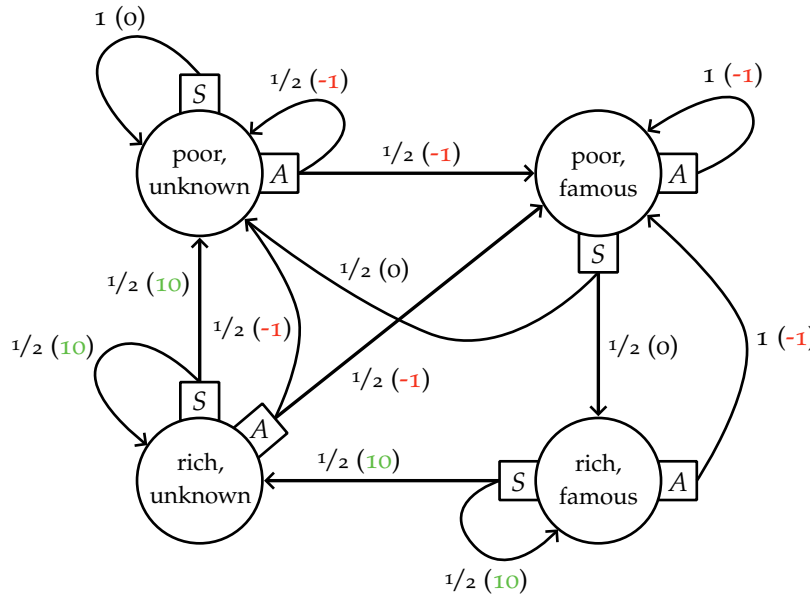 1 (0)
S
1/2 (-1)
poor,
unknown
A
1/2 (-1)
poor,
famous
A
1 (-1)
S
1/2 (0)
1/2 (10)
1/2 (-1)
1/2 (10)
1/2 (-1)
1/2 (0)
1 (-1)
S
A
rich,
unknown
1/2 (10)
S
rich,
famous
A
1/2 (10)